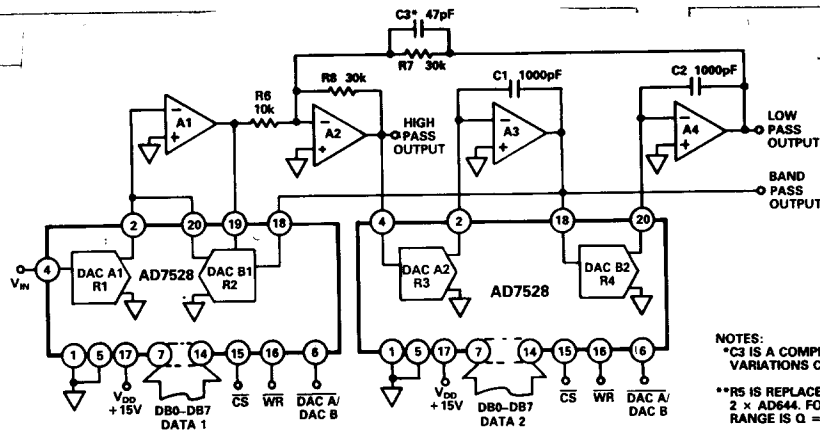 C3* 47pF
R7 30k
R8 30k
R6
10k
C1 1000pF
C2 1000pF
A1
A2
A3
A4
−
+
−
+
−
+
−
+
HIGH
PASS
OUTPUT
LOW
PASS
OUTPUT
BAND
PASS
OUTPUT
2
20
19
18
4
2
18
20
VIN
4
DAC A1
R1
AD7528
DAC B1
R2
DAC A2
R3
AD7528
DAC B2
R4
1
5
17
7
14
15
16
6
1
5
17
7
14
15
16
6
VDD
+15V
DB0–DB7
DATA 1
CS
WR
DAC A/
DAC B
VDD
+15V
DB0–DB7
DATA 2
CS
WR
DAC A/
DAC B
NOTES:
*C3 IS A COMP
VARIATIONS
**R5 IS REPLACE
2 × AD644. FO
RANGE IS Q =